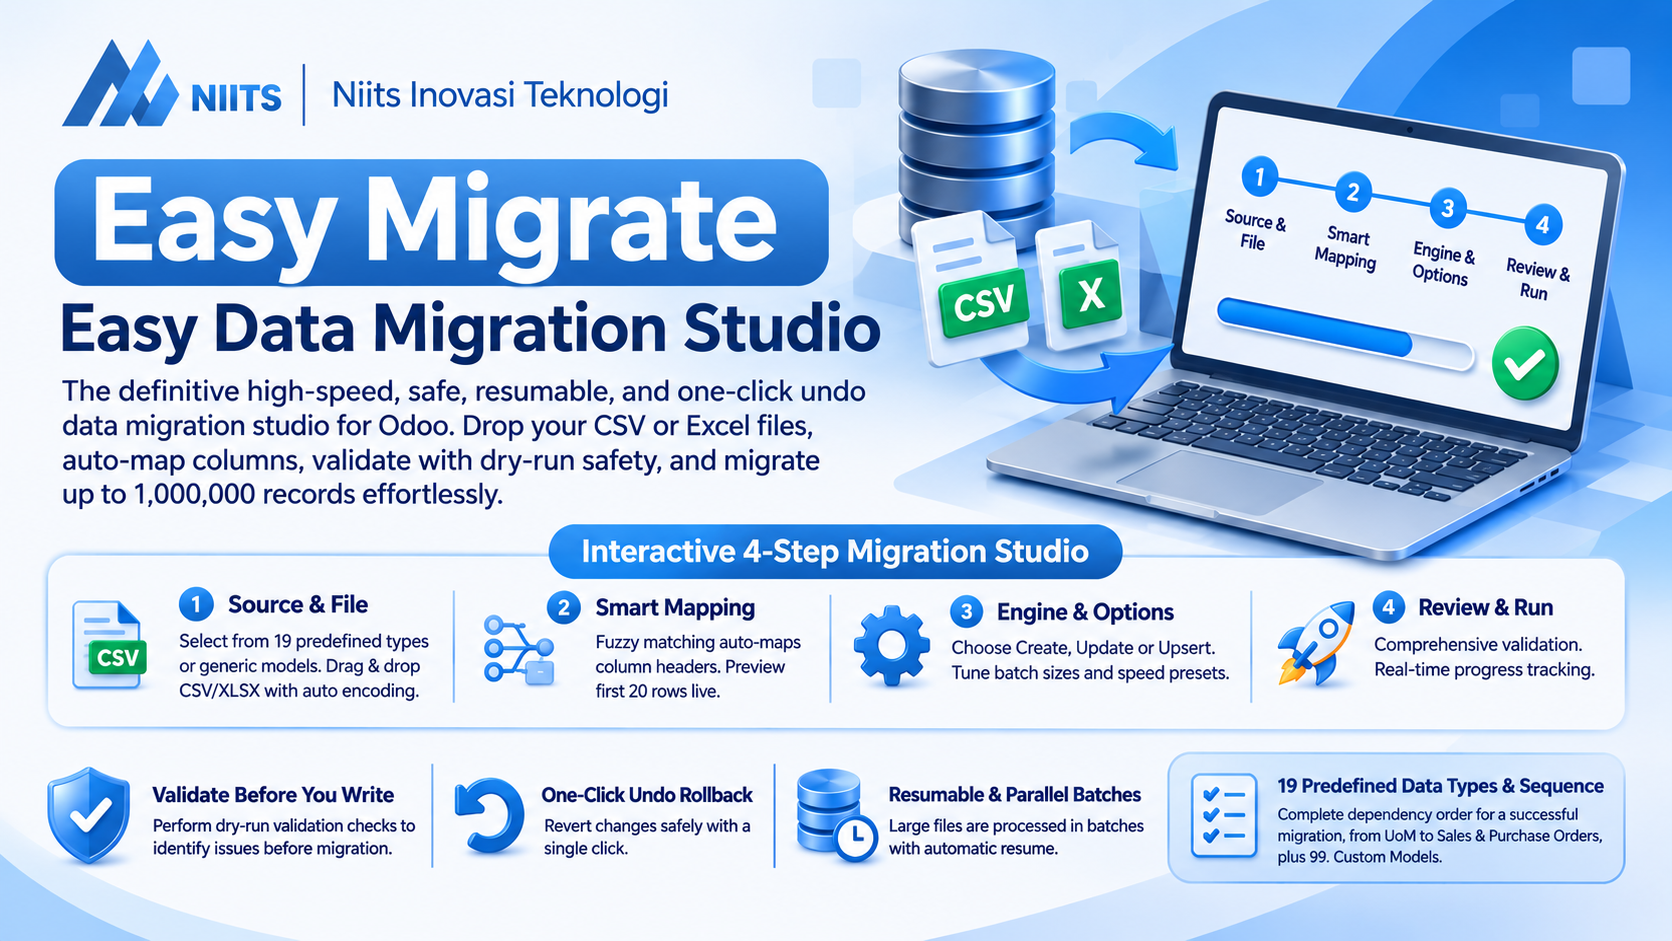 NIITS
Niits Inovasi Teknologi
Easy Migrate
Easy Data Migration Studio
The definitive high-speed, safe, resumable, and one-click undo
data migration studio for Odoo. Drop your CSV or Excel files,
auto-map columns, validate with dry-run safety, and migrate
up to 1,000,000 records effortlessly.
CSV
X
1
Source &
File
2
Smart
Mapping
3
Engine &
Options
4
Review &
Run
Interactive 4-Step Migration Studio
CSV
1 Source & File
Select from 19 predefined types
or generic models. Drag & drop
CSV/XLSX with auto encoding.
2 Smart Mapping
Fuzzy matching auto-maps
column headers. Preview
first 20 rows live.
3 Engine & Options
Choose Create, Update or Upsert.
Tune batch sizes and speed presets.
4 Review & Run
Comprehensive validation.
Real-time progress tracking.
Validate Before You Write
Perform dry-run validation checks to
identify issues before migration.
One-Click Undo Rollback
Revert changes safely with a
single click.
Resumable & Parallel Batches
Large files are processed in batches
with automatic resume.
19 Predefined Data Types & Sequence
Complete dependency order for a successful
migration, from UoM to Sales & Purchase Orders,
plus 99. Custom Models.